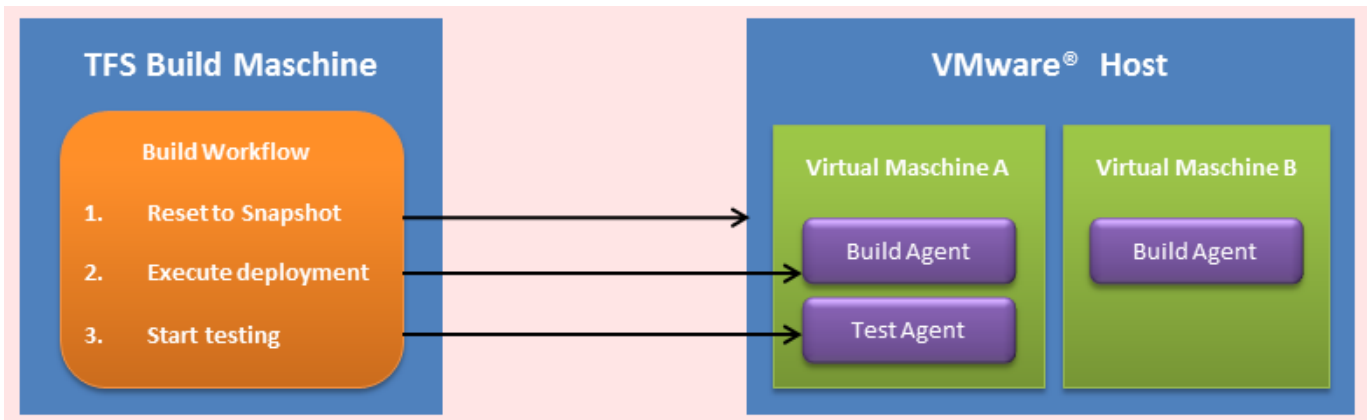 TFS Build Maschine
Build Workflow
1. Reset to Snapshot
2. Execute deployment
3. Start testing
VMware® Host
Virtual Maschine A
Build Agent
Test Agent
Virtual Maschine B
Build Agent